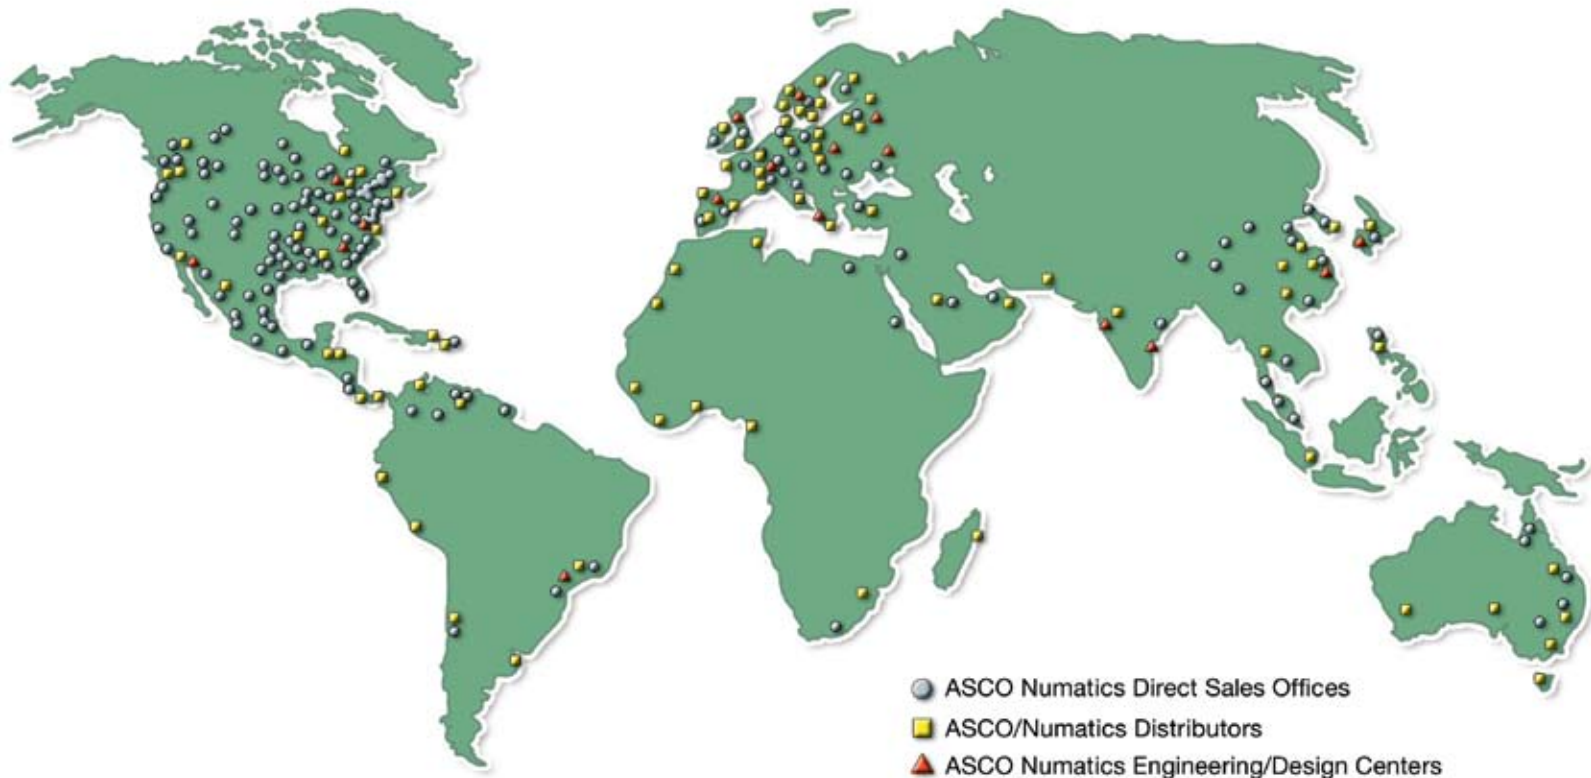 ASCO Numatics Direct Sales Offices
ASCO/Numatics Distributors
ASCO Numatics Engineering/Design Centers